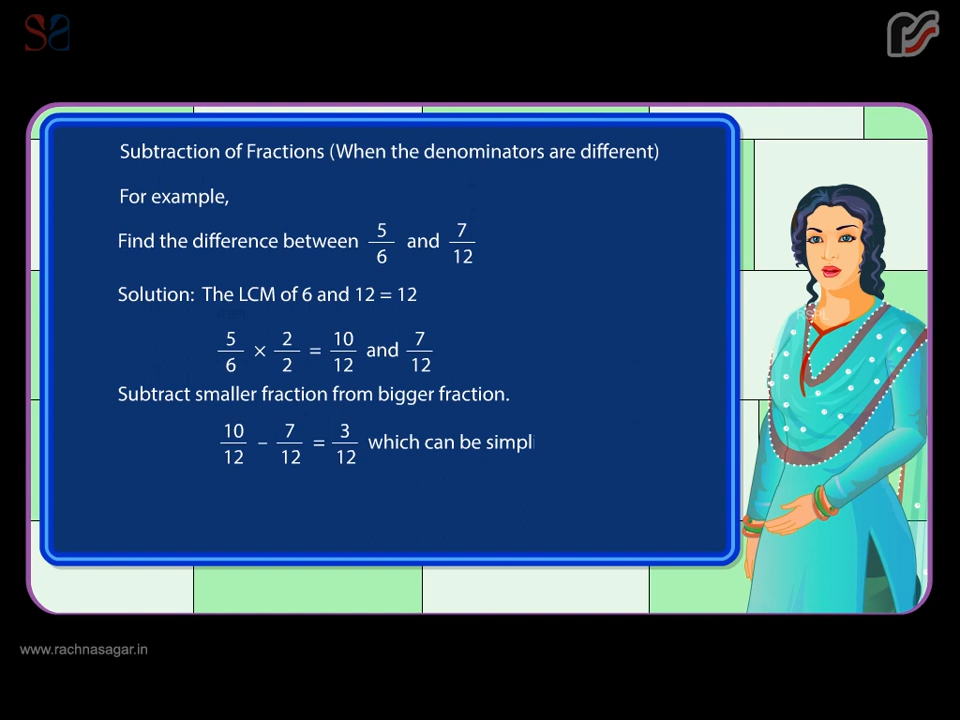 Subtraction of Fractions (When the denominators are different)
For example,
Find the difference between 5/6 and 7/12
Solution: The LCM of 6 and 12 = 12
5/6 × 2/2 = 10/12 and 7/12
Subtract smaller fraction from bigger fraction.
10/12 – 7/12 = 3/12 which can be simpli
RSPL
www.rachnasagar.in